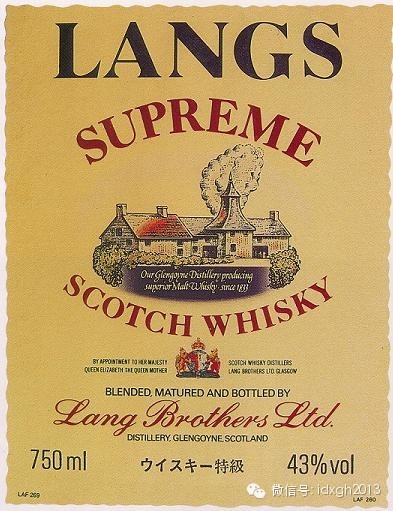 LANGS
SUPREME
Our Glengoyne Distillery producing
superior Malt Whisky since 1833
SCOTCH WHISKY
BY APPOINTMENT TO HER MAJESTY
QUEEN ELIZABETH THE QUEEN MOTHER
SCOTCH WHISKY DISTILLERS
LANG BROTHERS LTD. GLASGOW
BLENDED, MATURED AND BOTTLED BY
Lang Brothers Ltd.
DISTILLERY, GLENGOYNE, SCOTLAND
750 ml
ウイスキー特級
43% vol
LAF 269
LAF 260
微信号: idxgh2013